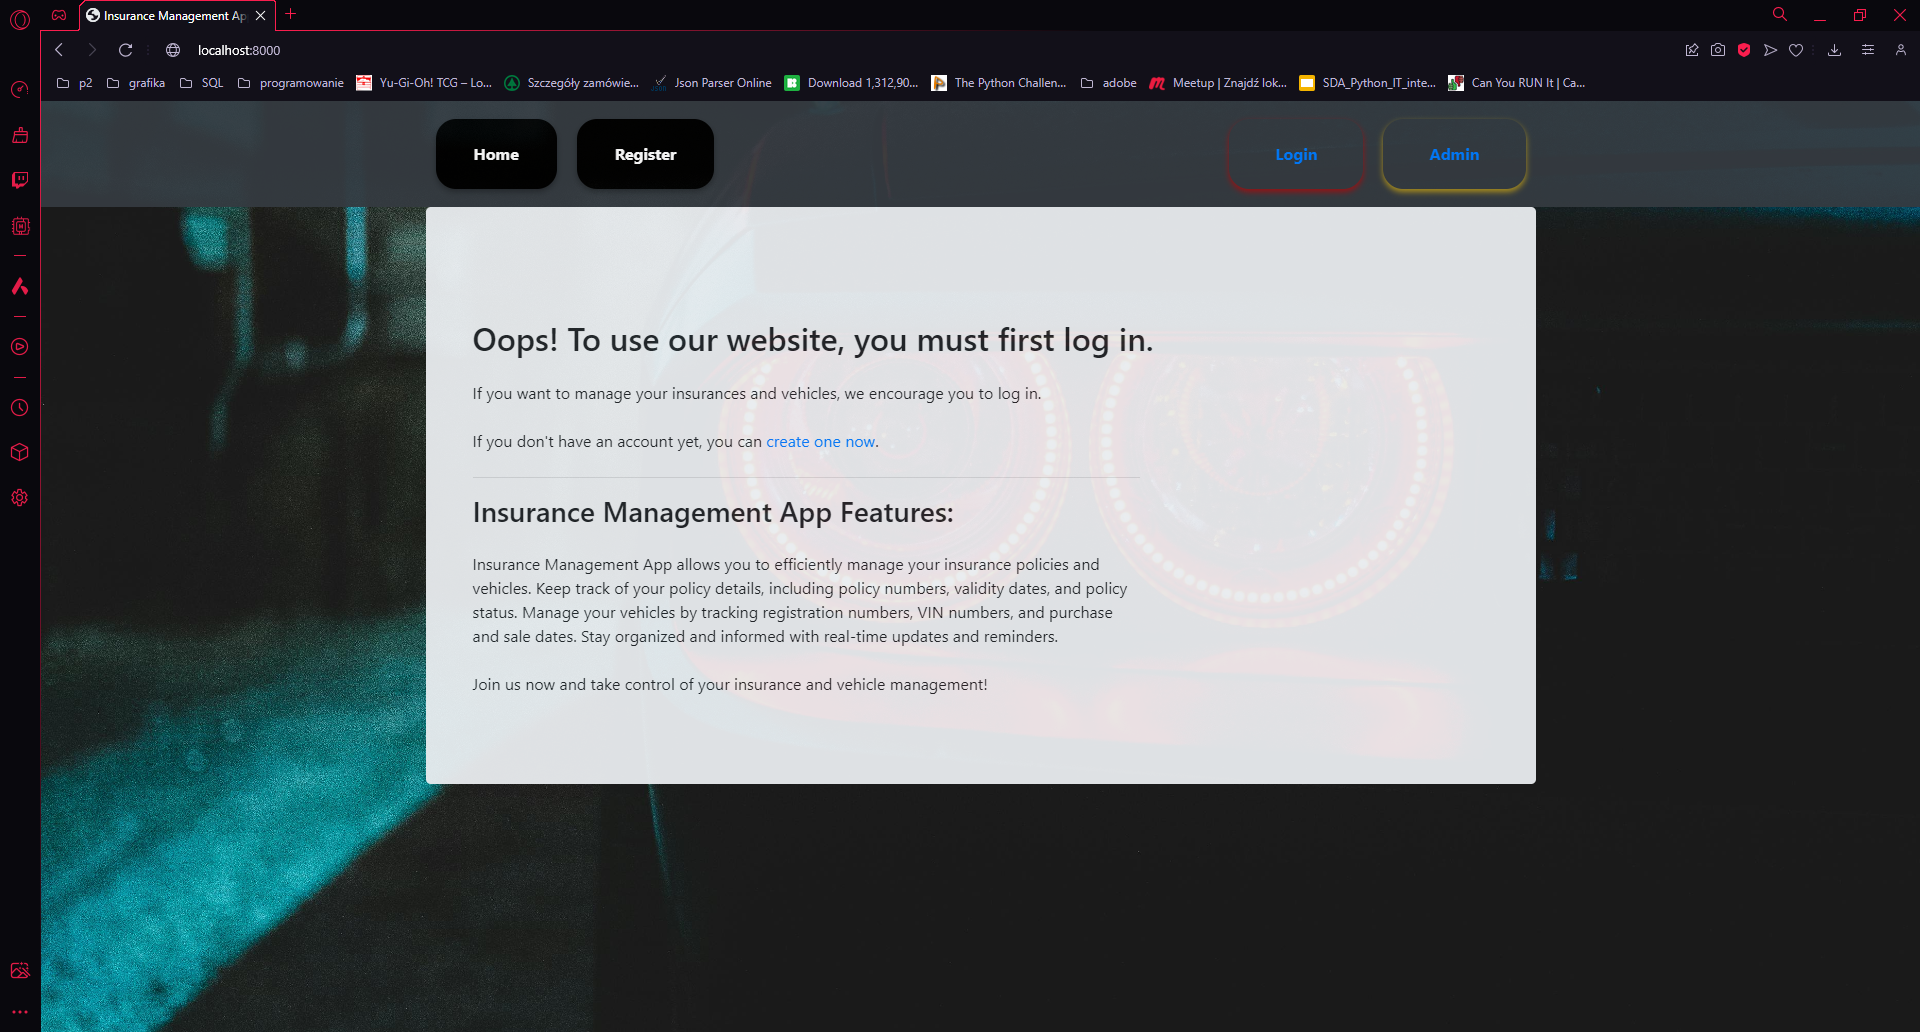 Insurance Management Ap
localhost:8000
p2
grafika
SQL
programowanie
Yu-Gi-Oh! TCG – Lo...
Szczegóły zamówie...
Json Parser Online
Download 1,312,90...
The Python Challen...
adobe
Meetup | Znajdź lok...
SDA_Python_IT_inte...
Can You RUN It | Ca...
Home
Register
Login
Admin
Oops! To use our website, you must first log in.
If you want to manage your insurances and vehicles, we encourage you to log in.
If you don't have an account yet, you can create one now.
Insurance Management App Features:
Insurance Management App allows you to efficiently manage your insurance policies and
vehicles. Keep track of your policy details, including policy numbers, validity dates, and policy
status. Manage your vehicles by tracking registration numbers, VIN numbers, and purchase
and sale dates. Stay organized and informed with real-time updates and reminders.
Join us now and take control of your insurance and vehicle management!